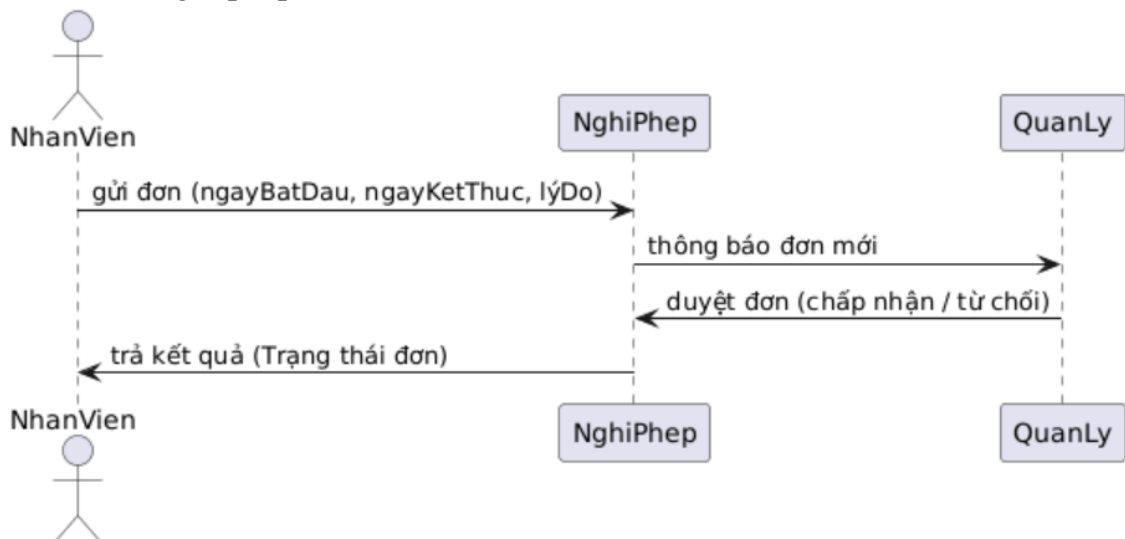 NhanVien
NghiPhep
QuanLy
gửi đơn (ngayBatDau, ngayKetThuc, lýDo)
thông báo đơn mới
duyệt đơn (chấp nhận / từ chối)
trả kết quả (Trạng thái đơn)
NhanVien
NghiPhep
QuanLy